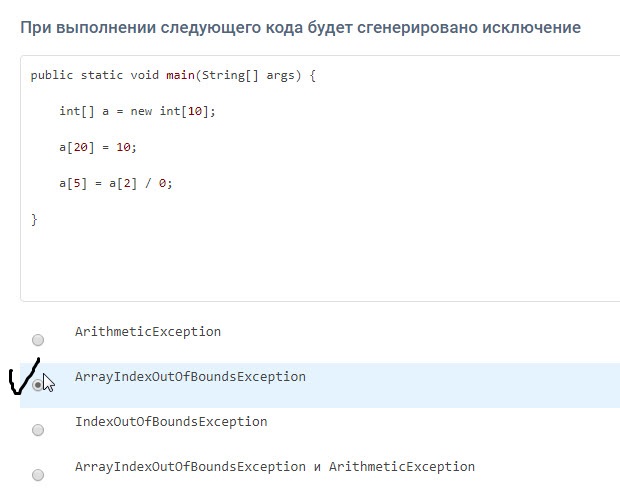 При выполнении следующего кода будет сгенерировано исключение
public static void main(String[] args) {
int[] a = new int[10];
a[20] = 10;
a[5] = a[2] / 0;
}
ArithmeticException
ArrayIndexOutOfBoundsException
IndexOutOfBoundsException
ArrayIndexOutOfBoundsException и ArithmeticException